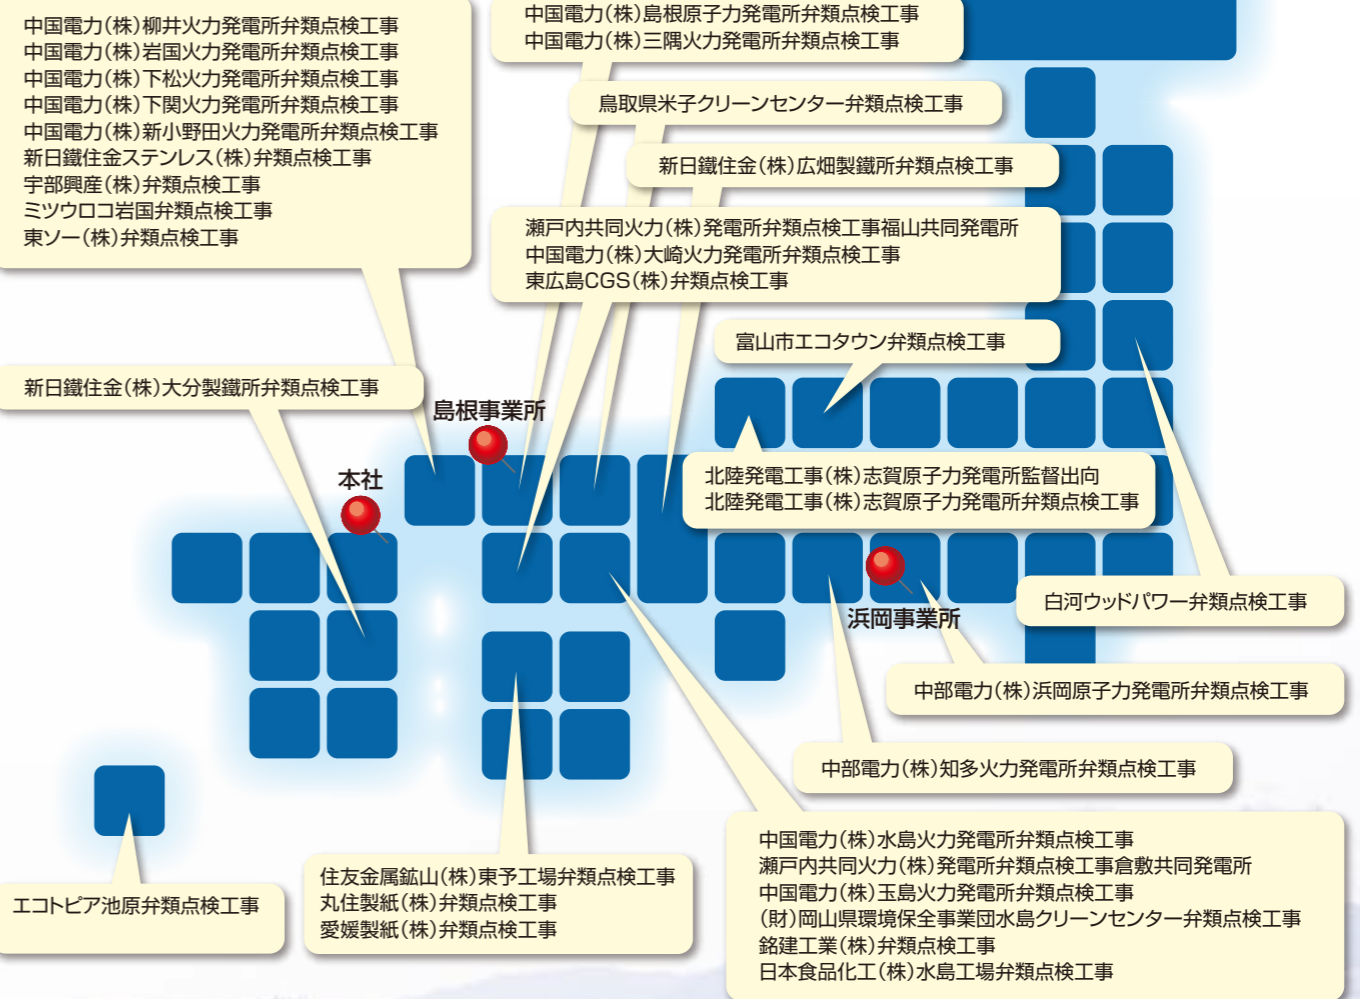 中国電力(株)柳井火力発電所弁類点検工事
中国電力(株)岩国火力発電所弁類点検工事
中国電力(株)下松火力発電所弁類点検工事
中国電力(株)下関火力発電所弁類点検工事
中国電力(株)新小野田火力発電所弁類点検工事
新日鐵住金ステンレス(株)弁類点検工事
宇部興産(株)弁類点検工事
ミツウロコ岩国弁類点検工事
東ソー(株)弁類点検工事
中国電力(株)島根原子力発電所弁類点検工事
中国電力(株)三隅火力発電所弁類点検工事
鳥取県米子クリーンセンター弁類点検工事
新日鐵住金(株)広畑製鐵所弁類点検工事
瀬戸内共同火力(株)発電所弁類点検工事福山共同発電所
中国電力(株)大崎火力発電所弁類点検工事
東広島CGS(株)弁類点検工事
富山市エコタウン弁類点検工事
新日鐵住金(株)大分製鐵所弁類点検工事
島根事業所
本社
北陸発電工事(株)志賀原子力発電所監督出向
北陸発電工事(株)志賀原子力発電所弁類点検工事
白河ウッドパワー弁類点検工事
浜岡事業所
中部電力(株)浜岡原子力発電所弁類点検工事
中部電力(株)知多火力発電所弁類点検工事
エコトピア池原弁類点検工事
住友金属鉱山(株)東予工場弁類点検工事
丸住製紙(株)弁類点検工事
愛媛製紙(株)弁類点検工事
中国電力(株)水島火力発電所弁類点検工事
瀬戸内共同火力(株)発電所弁類点検工事倉敷共同発電所
中国電力(株)玉島火力発電所弁類点検工事
(財)岡山県環境保全事業団水島クリーンセンター弁類点検工事
銘建工業(株)弁類点検工事
日本食品化工(株)水島工場弁類点検工事